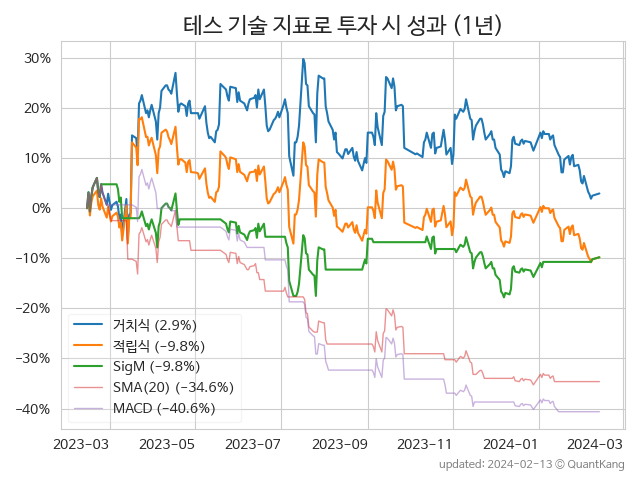 테스 기술 지표로 투자 시 성과 (1년)
30%
20%
10%
0%
−10%
−20%
−30%
−40%
거치식 (2.9%)
적립식 (−9.8%)
SigM (−9.8%)
SMA(20) (−34.6%)
MACD (−40.6%)
2023-03 2023-05 2023-07 2023-09 2023-11 2024-01 2024-03
updated: 2024-02-13 © QuantKang